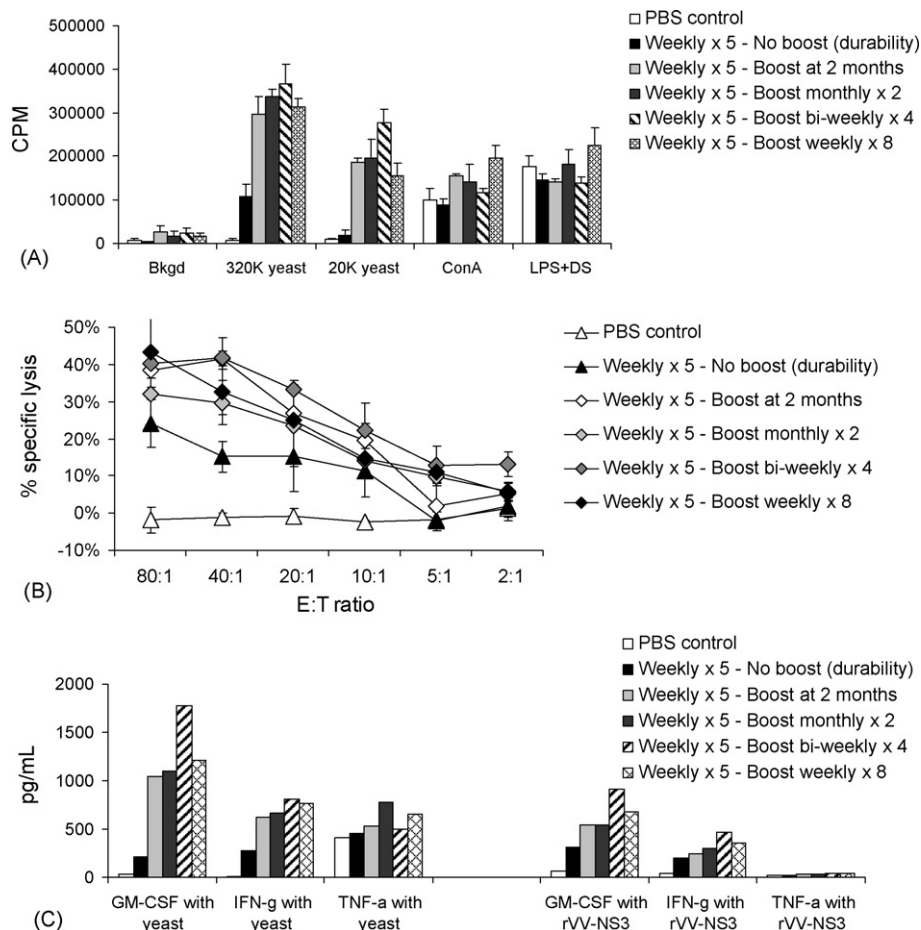 500000
400000
300000
200000
100000
0
CPM
Bkgd
320K yeast
20K yeast
ConA
LPS+DS
PBS control
Weekly x 5 - No boost (durability)
Weekly x 5 - Boost at 2 months
Weekly x 5 - Boost monthly x 2
Weekly x 5 - Boost bi-weekly x 4
Weekly x 5 - Boost weekly x 8
(A)
50%
40%
30%
20%
10%
0%
-10%
% specific lysis
80:1
40:1
20:1
10:1
5:1
2:1
E:T ratio
PBS control
Weekly x 5 - No boost (durability)
Weekly x 5 - Boost at 2 months
Weekly x 5 - Boost monthly x 2
Weekly x 5 - Boost bi-weekly x 4
Weekly x 5 - Boost weekly x 8
(B)
PBS control
Weekly x 5 - No boost (durability)
Weekly x 5 - Boost at 2 months
Weekly x 5 - Boost monthly x 2
Weekly x 5 - Boost bi-weekly x 4
Weekly x 5 - Boost weekly x 8
2000
1500
1000
500
0
pg/mL
GM-CSF with
yeast
IFN-g with
yeast
TNF-a with
yeast
GM-CSF with
rVV-NS3
IFN-g with
rVV-NS3
TNF-a with
rVV-NS3
(C)